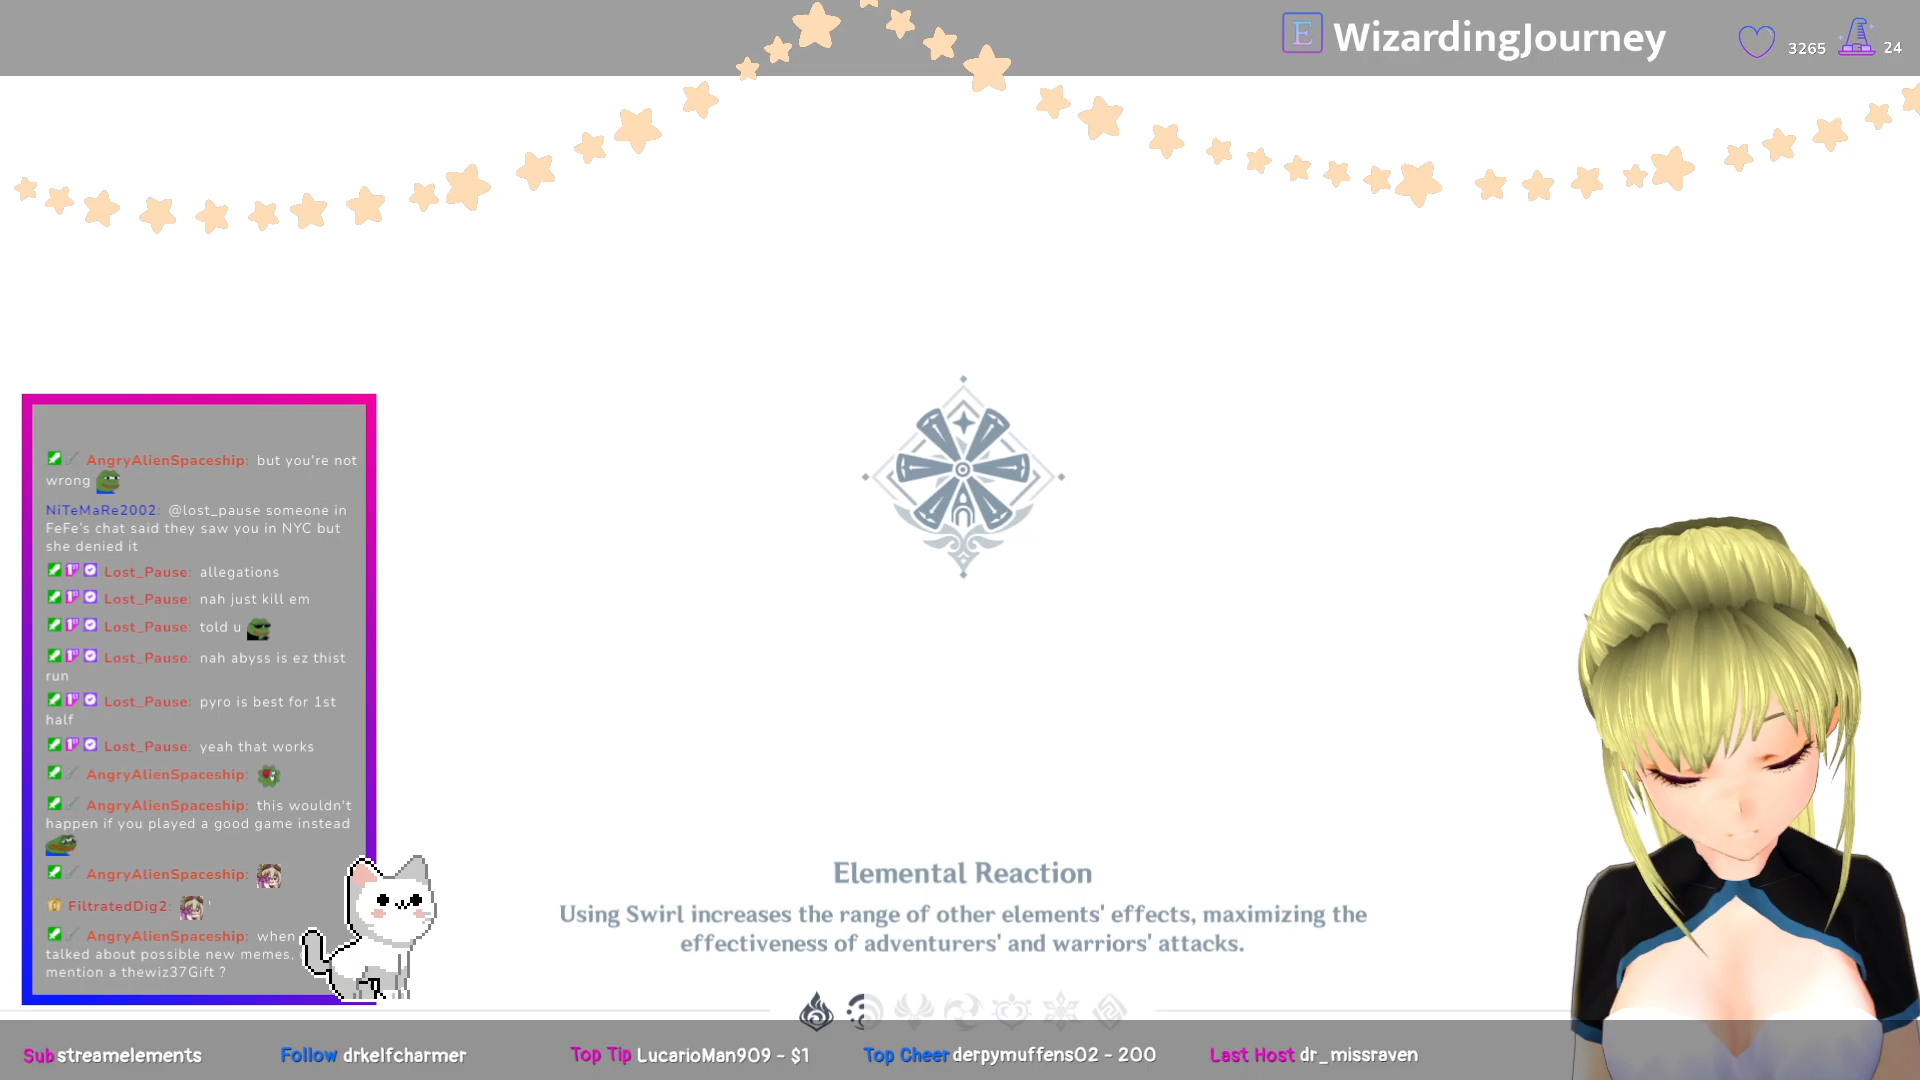 E WizardingJourney
3265
24
AngryAlienSpaceship: but you're not
wrong
NiTeMaRe2002: @lost_pause someone in
FeFe's chat said they saw you in NYC but
she denied it
Lost_Pause: allegations
Lost_Pause: nah just kill em
Lost_Pause: told u
Lost_Pause: nah abyss is ez thist
run
Lost_Pause: pyro is best for 1st
half
Lost_Pause: yeah that works
AngryAlienSpaceship:
AngryAlienSpaceship: this wouldn't
happen if you played a good game instead
AngryAlienSpaceship:
FiltratedDig2: '
AngryAlienSpaceship: when
talked about possible new memes,
mention a thewiz37Gift ?
Elemental Reaction
Using Swirl increases the range of other elements' effects, maximizing the
effectiveness of adventurers' and warriors' attacks.
Sub streamelements
Follow drkelfcharmer
Top Tip LucarioMan909 - $1
Top Cheer derpymuffens02 - 200
Last Host dr_missraven